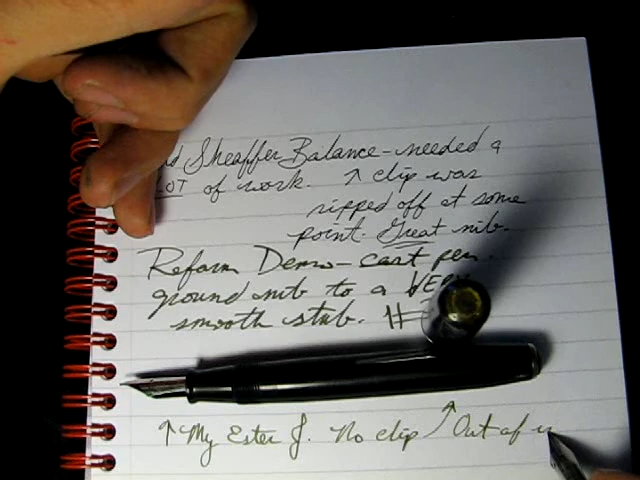 Sheaffer Balance - needed a
LOT of work. ↑ clip was
ripped off at some
point. Great nib.
Reform Demo - cast pen.
ground nib to a VERY
smooth stub.
↑ My Ester J. No clip ↑ Out of